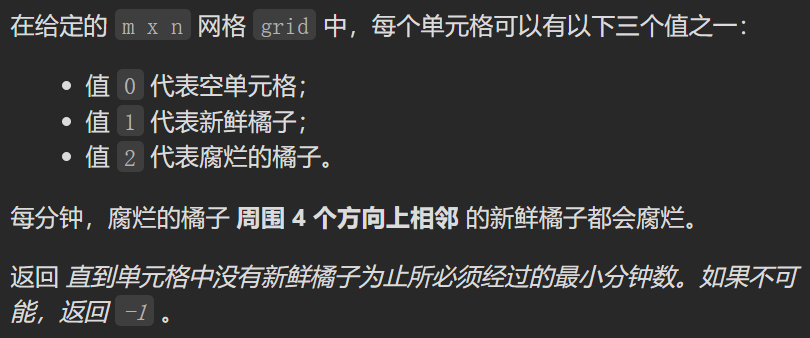 在给定的 m x n 网格 grid 中，每个单元格可以有以下三个值之一：
• 值 0 代表空单元格；
• 值 1 代表新鲜橘子；
• 值 2 代表腐烂的橘子。
每分钟，腐烂的橘子 周围 4 个方向上相邻 的新鲜橘子都会腐烂。
返回 直到单元格中没有新鲜橘子为止所必须经过的最小分钟数。如果不可
能，返回 -1 。